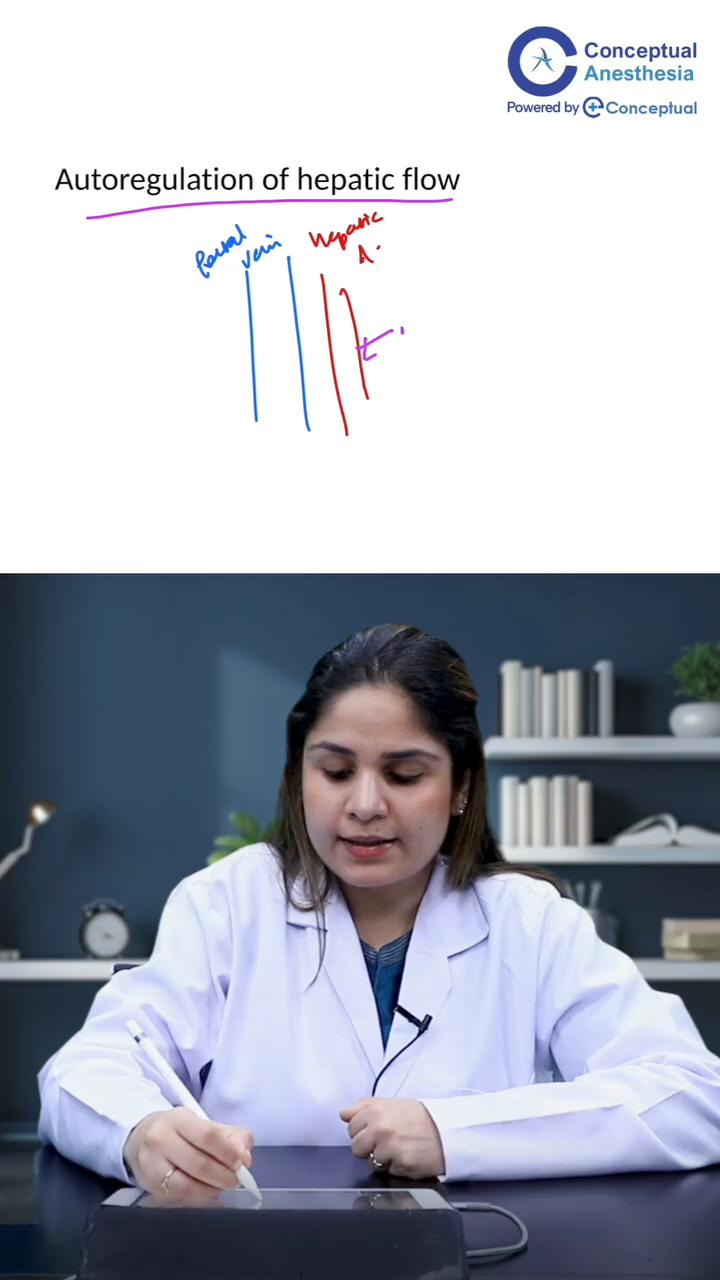 Conceptual
Anesthesia
Powered by Conceptual
Autoregulation of hepatic flow
Portal
vein
Hepatic
A.